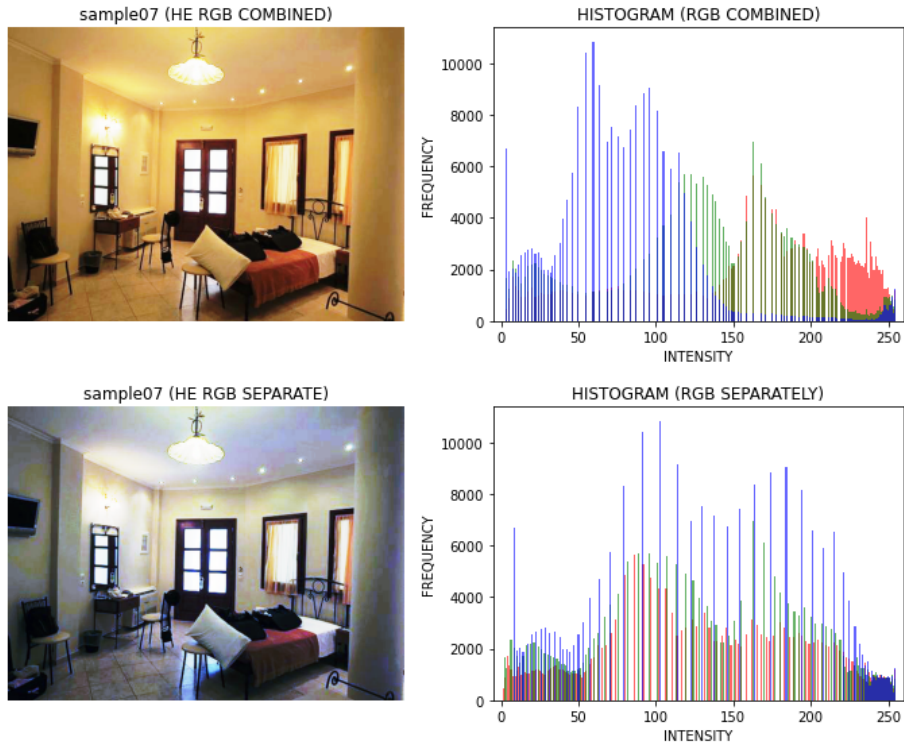 sample07 (HE RGB COMBINED)
HISTOGRAM (RGB COMBINED)
FREQUENCY
10000
8000
6000
4000
2000
0
0 50 100 150 200 250
INTENSITY
sample07 (HE RGB SEPARATE)
HISTOGRAM (RGB SEPARATELY)
FREQUENCY
10000
8000
6000
4000
2000
0
0 50 100 150 200 250
INTENSITY